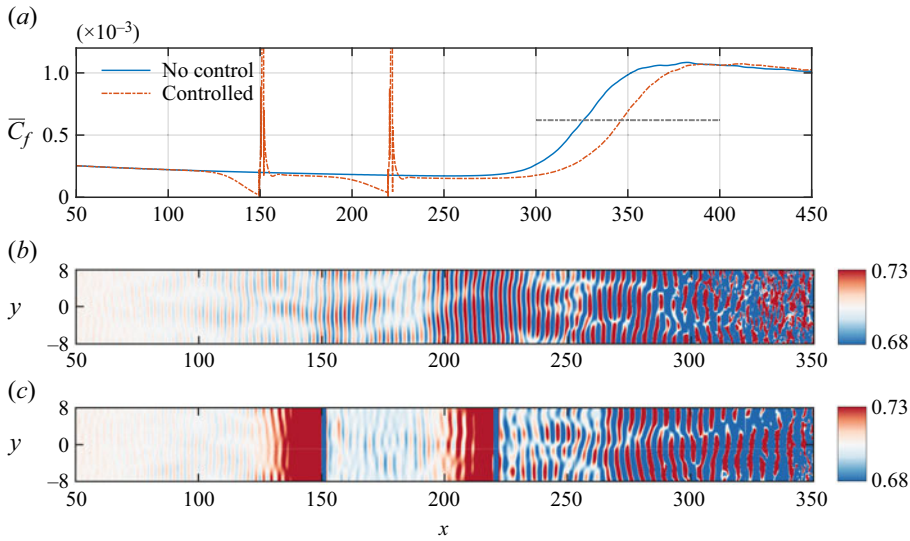 (a)
(×10⁻³)
1.0
No control
Controlled
C̅f
0.5
0
50 100 150 200 250 300 350 400 450
(b)
8
y 0
−8
0.73
0.68
50 100 150 200 250 300 350
(c)
8
y 0
−8
0.73
0.68
50 100 150 200 250 300 350
x